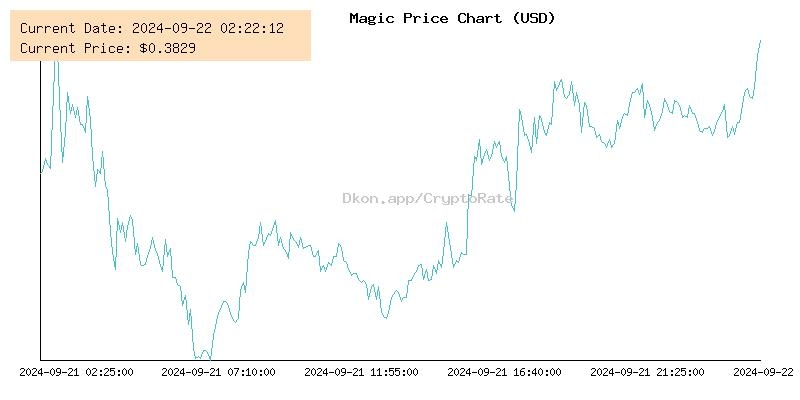 Magic Price Chart (USD)
Current Date: 2024-09-22 02:22:12
Current Price: $0.3829
Dkon.app/CryptoRate
2024-09-21 02:25:00 2024-09-21 07:10:00 2024-09-21 11:55:00 2024-09-21 16:40:00 2024-09-21 21:25:00 2024-09-22